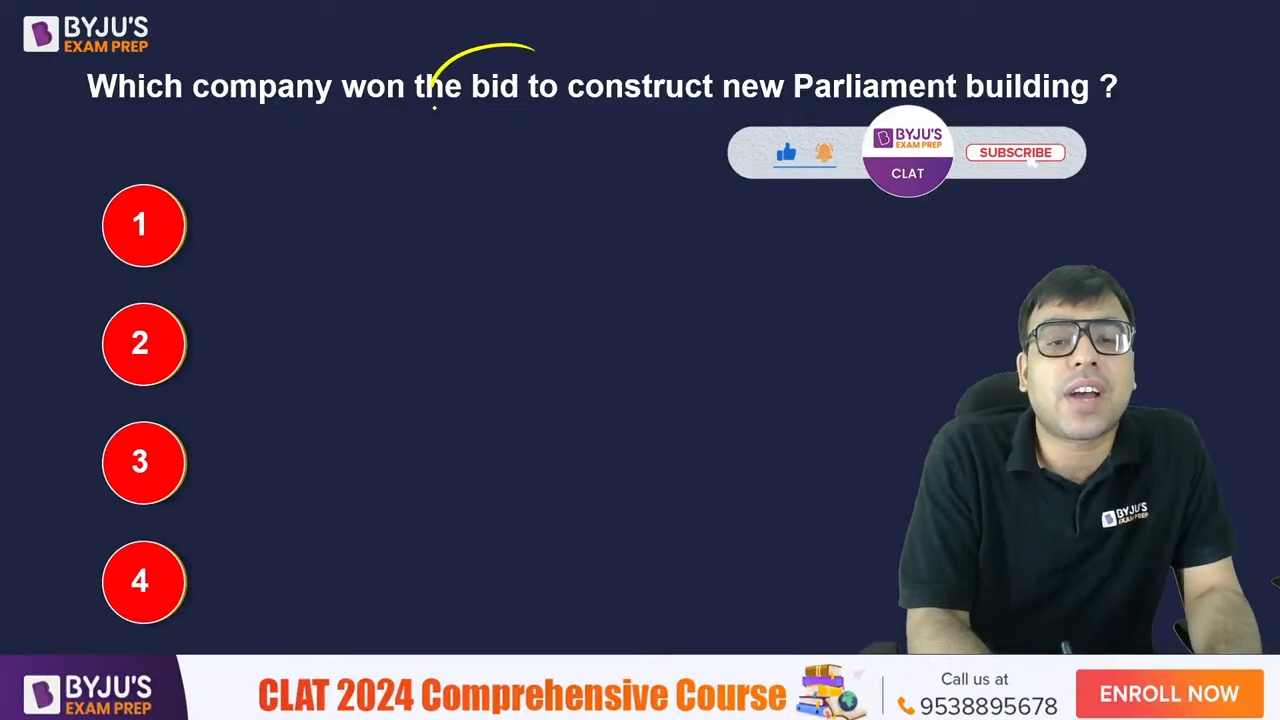 BYJU'S
EXAM PREP
Which company won the bid to construct new Parliament building ?
BYJU'S
EXAM PREP
CLAT
SUBSCRIBE
1
2
3
4
BYJU'S
EXAM PREP
BYJU'S
EXAM PREP
CLAT 2024 Comprehensive Course
Call us at
9538895678
ENROLL NOW